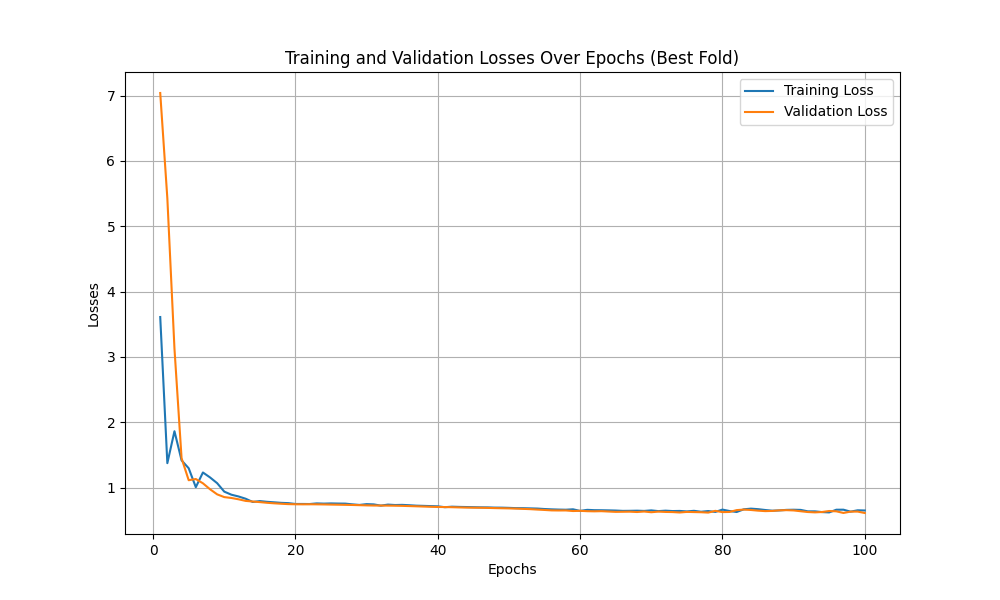 Training and Validation Losses Over Epochs (Best Fold)
Training Loss
Validation Loss
7
6
5
4
3
2
1
Losses
0
20
40
60
80
100
Epochs